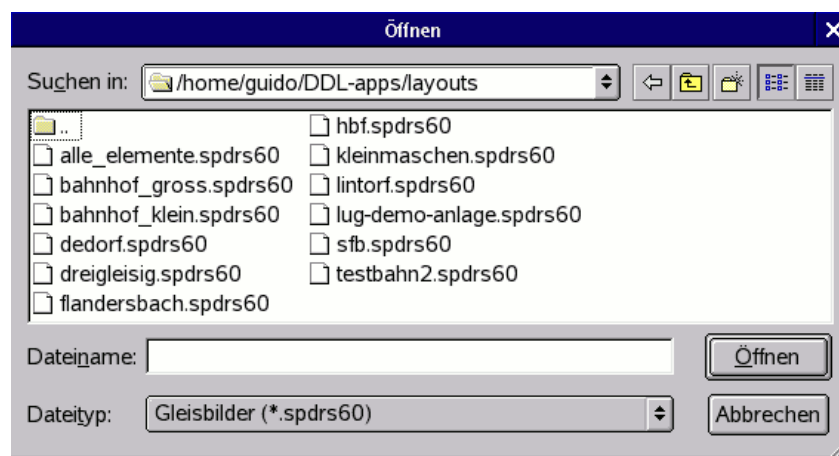 Öffnen
Suchen in: /home/guido/DDL-apps/layouts
..
alle_elemente.spdrs60
bahnhof_gross.spdrs60
bahnhof_klein.spdrs60
dedorf.spdrs60
dreigleisig.spdrs60
flandersbach.spdrs60
hbf.spdrs60
kleinmaschen.spdrs60
lintorf.spdrs60
lug-demo-anlage.spdrs60
sfb.spdrs60
testbahn2.spdrs60
Dateiname: Öffnen
Dateityp: Gleisbilder (*.spdrs60) Abbrechen